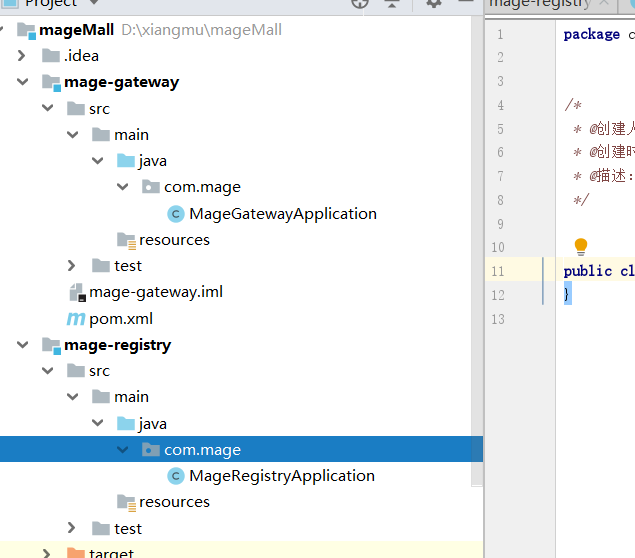 Project
mageMall D:\xiangmu\mageMall
.idea
mage-gateway
src
main
java
com.mage
MageGatewayApplication
resources
test
mage-gateway.iml
pom.xml
mage-registry
src
main
java
com.mage
MageRegistryApplication
resources
test
target
mage-registry
1 package c
2
3
4 /*
5 * @创建
6 * @创建
7 * @描述:
8 */
9
10
11 public cl
12 }
13